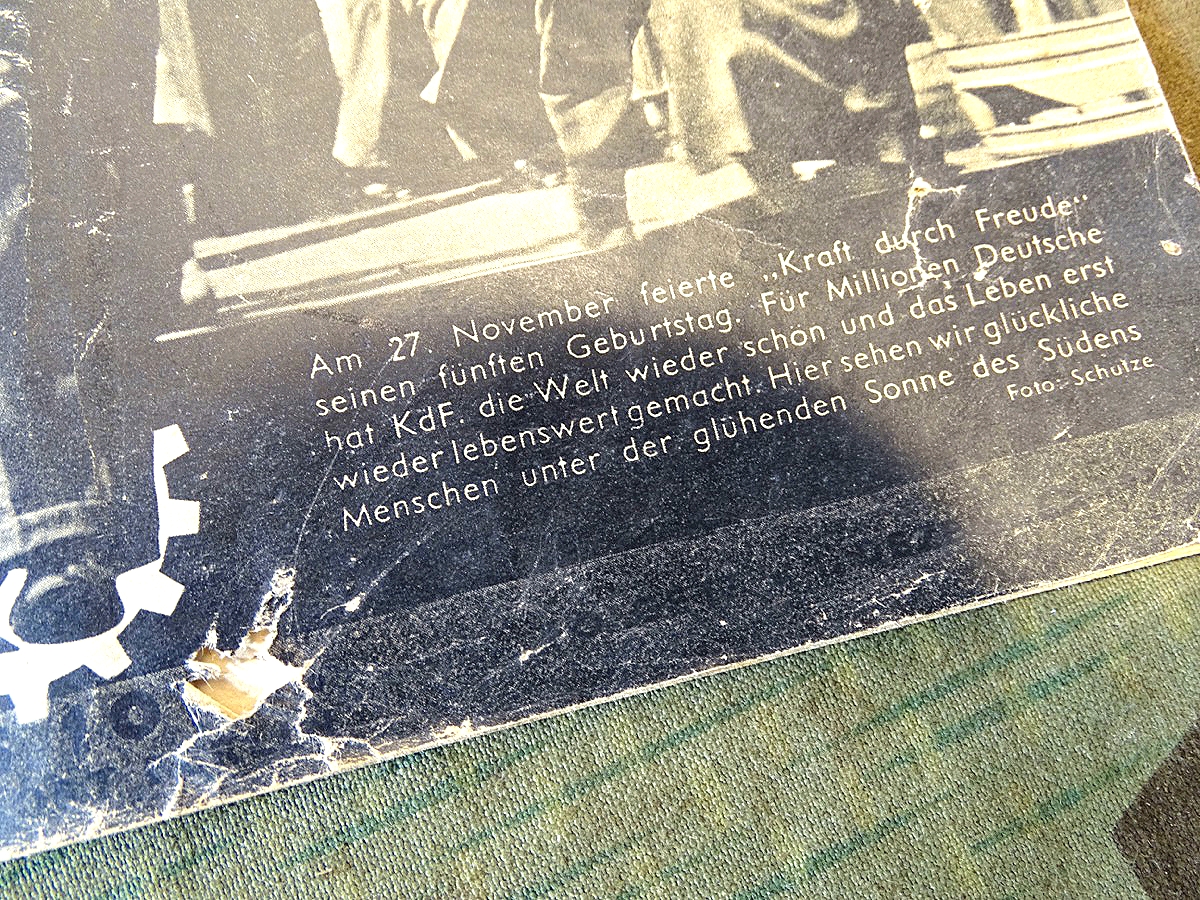 Am 27. November feierte „Kraft durch Freude“
seinen fünften Geburtstag. Für Millionen Deutsche
hat KdF. die Welt wieder schön und das Leben erst
wieder lebenswert gemacht. Hier sehen wir glückliche
Menschen unter der glühenden Sonne des Südens
Foto: Schütze